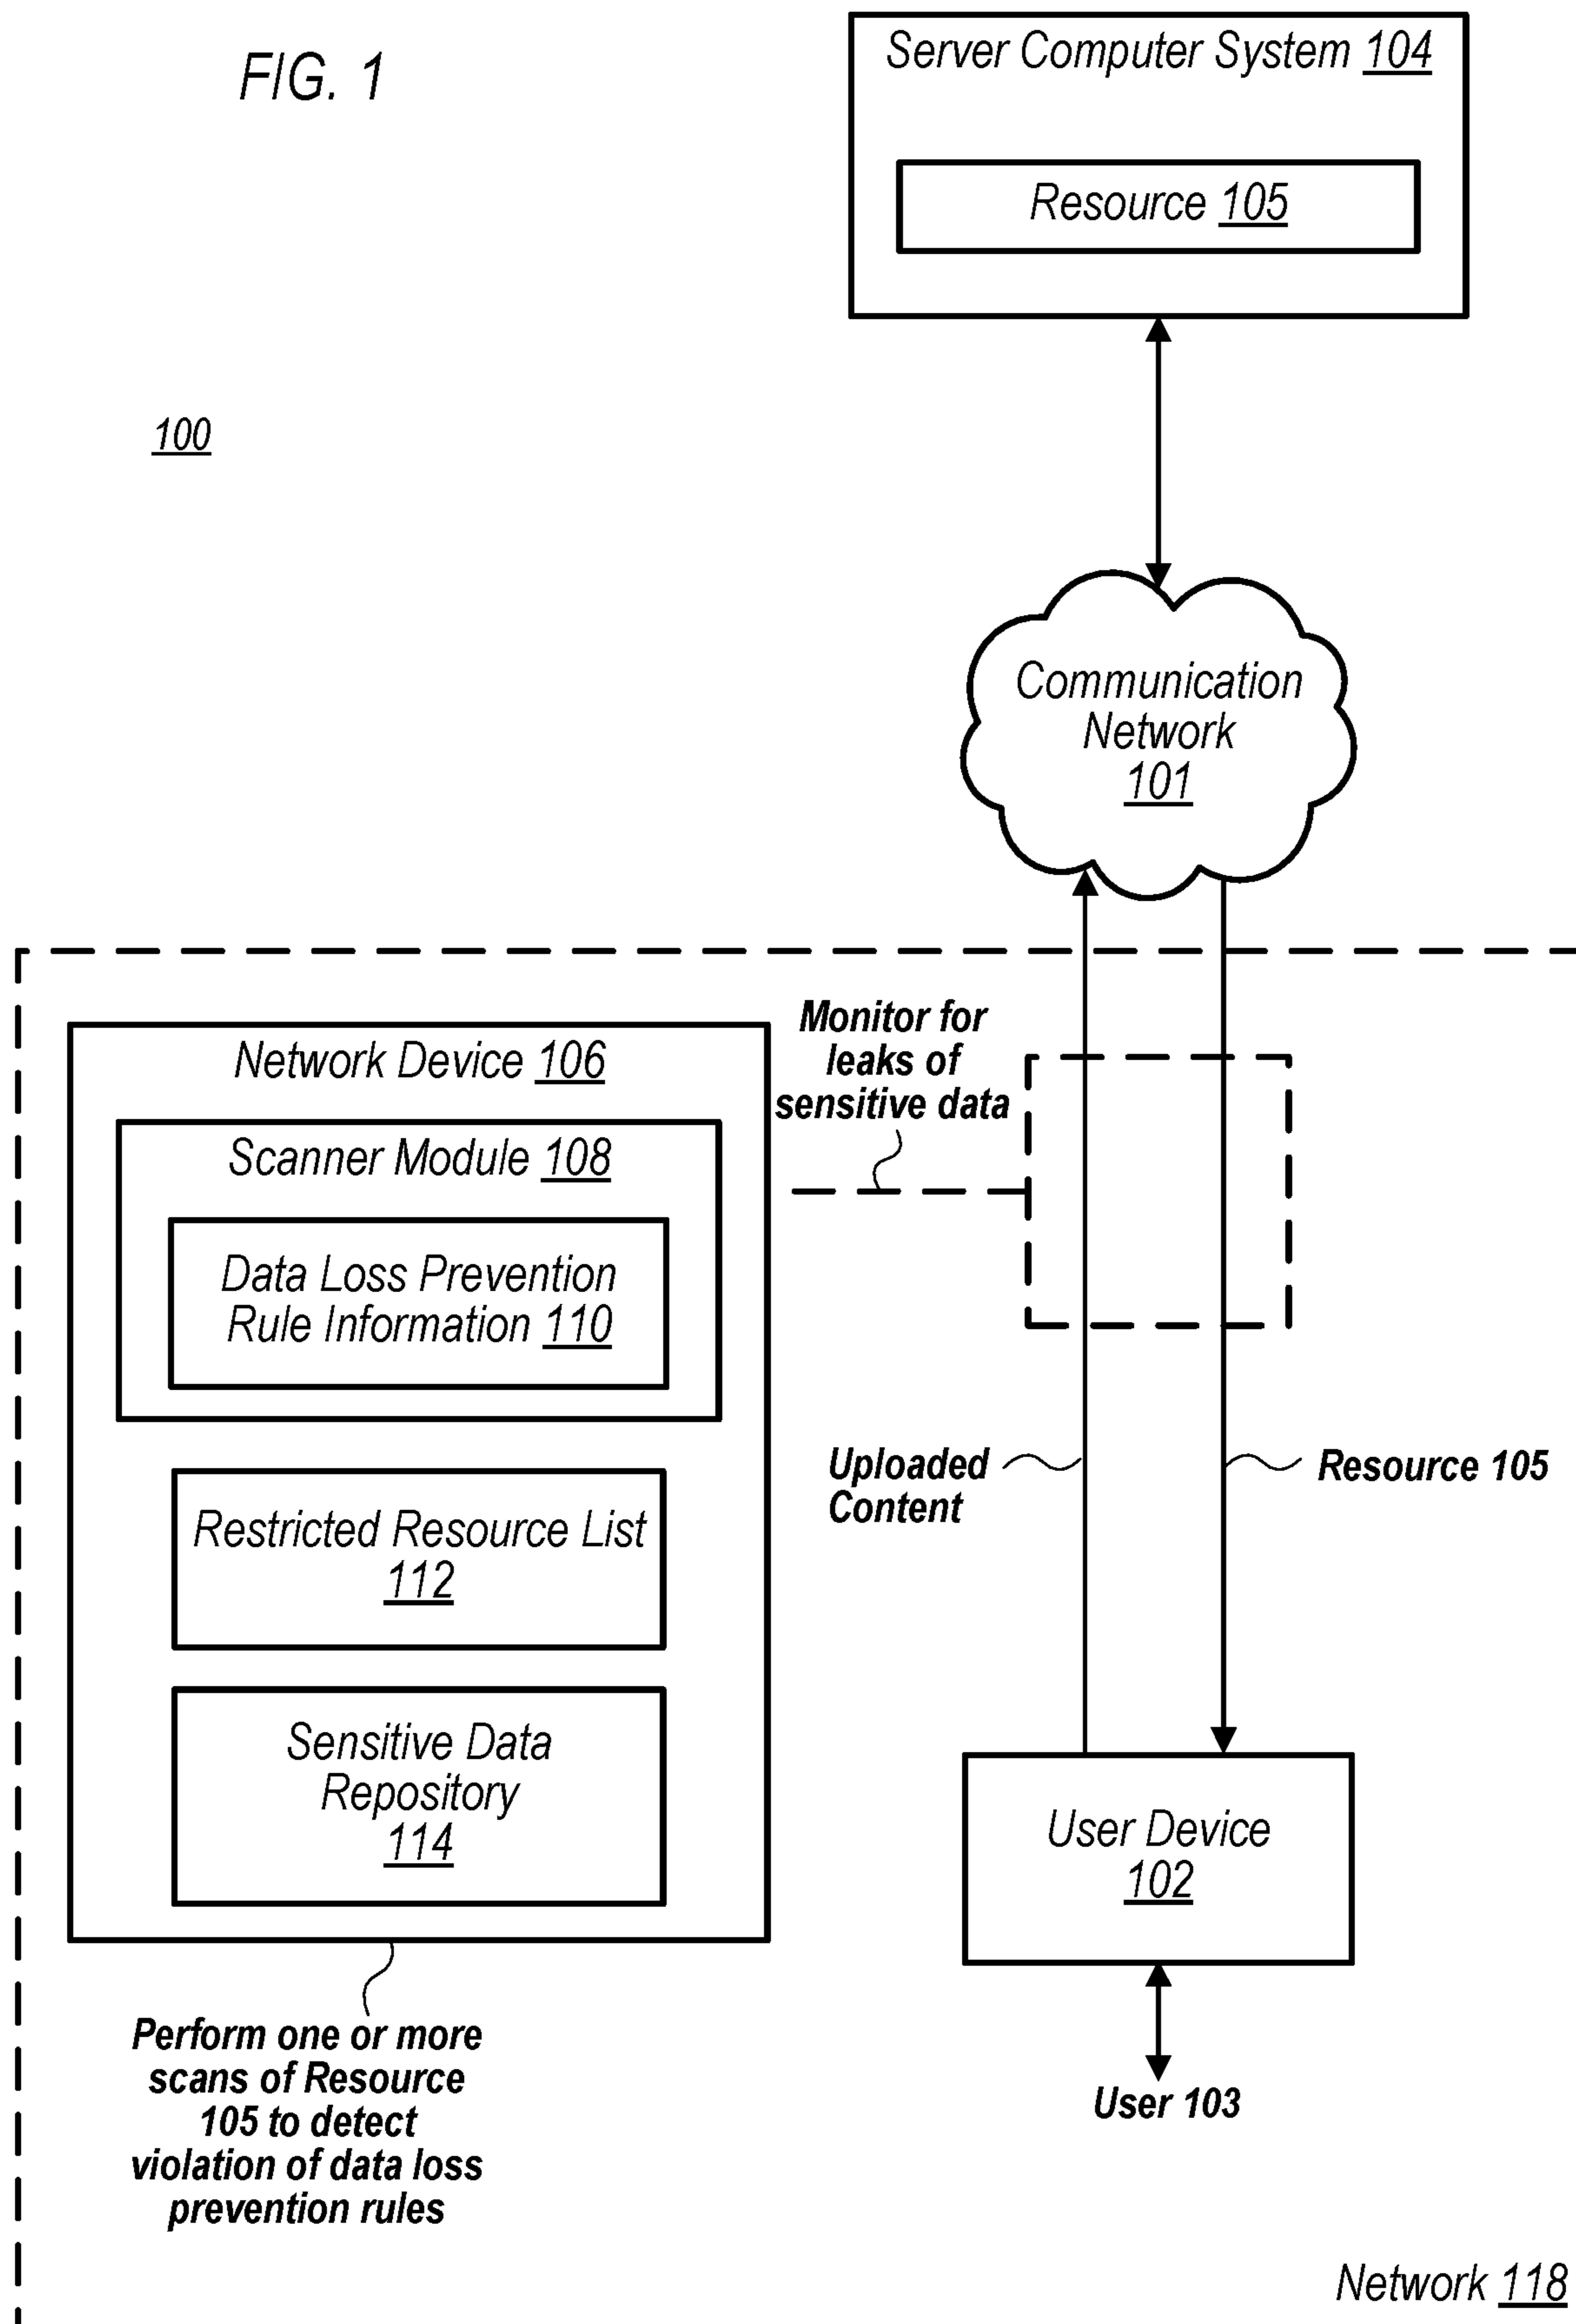 FIG. 1
Server Computer System 104
Resource 105
100
Communication
Network
101
Monitor for
leaks of
sensitive data
Network Device 106
Scanner Module 108
Data Loss Prevention
Rule Information 110
Uploaded
Content
Resource 105
Restricted Resource List
112
Sensitive Data
Repository
114
User Device
102
Perform one or more
scans of Resource
105 to detect
violation of data loss
prevention rules
User 103
Network 118